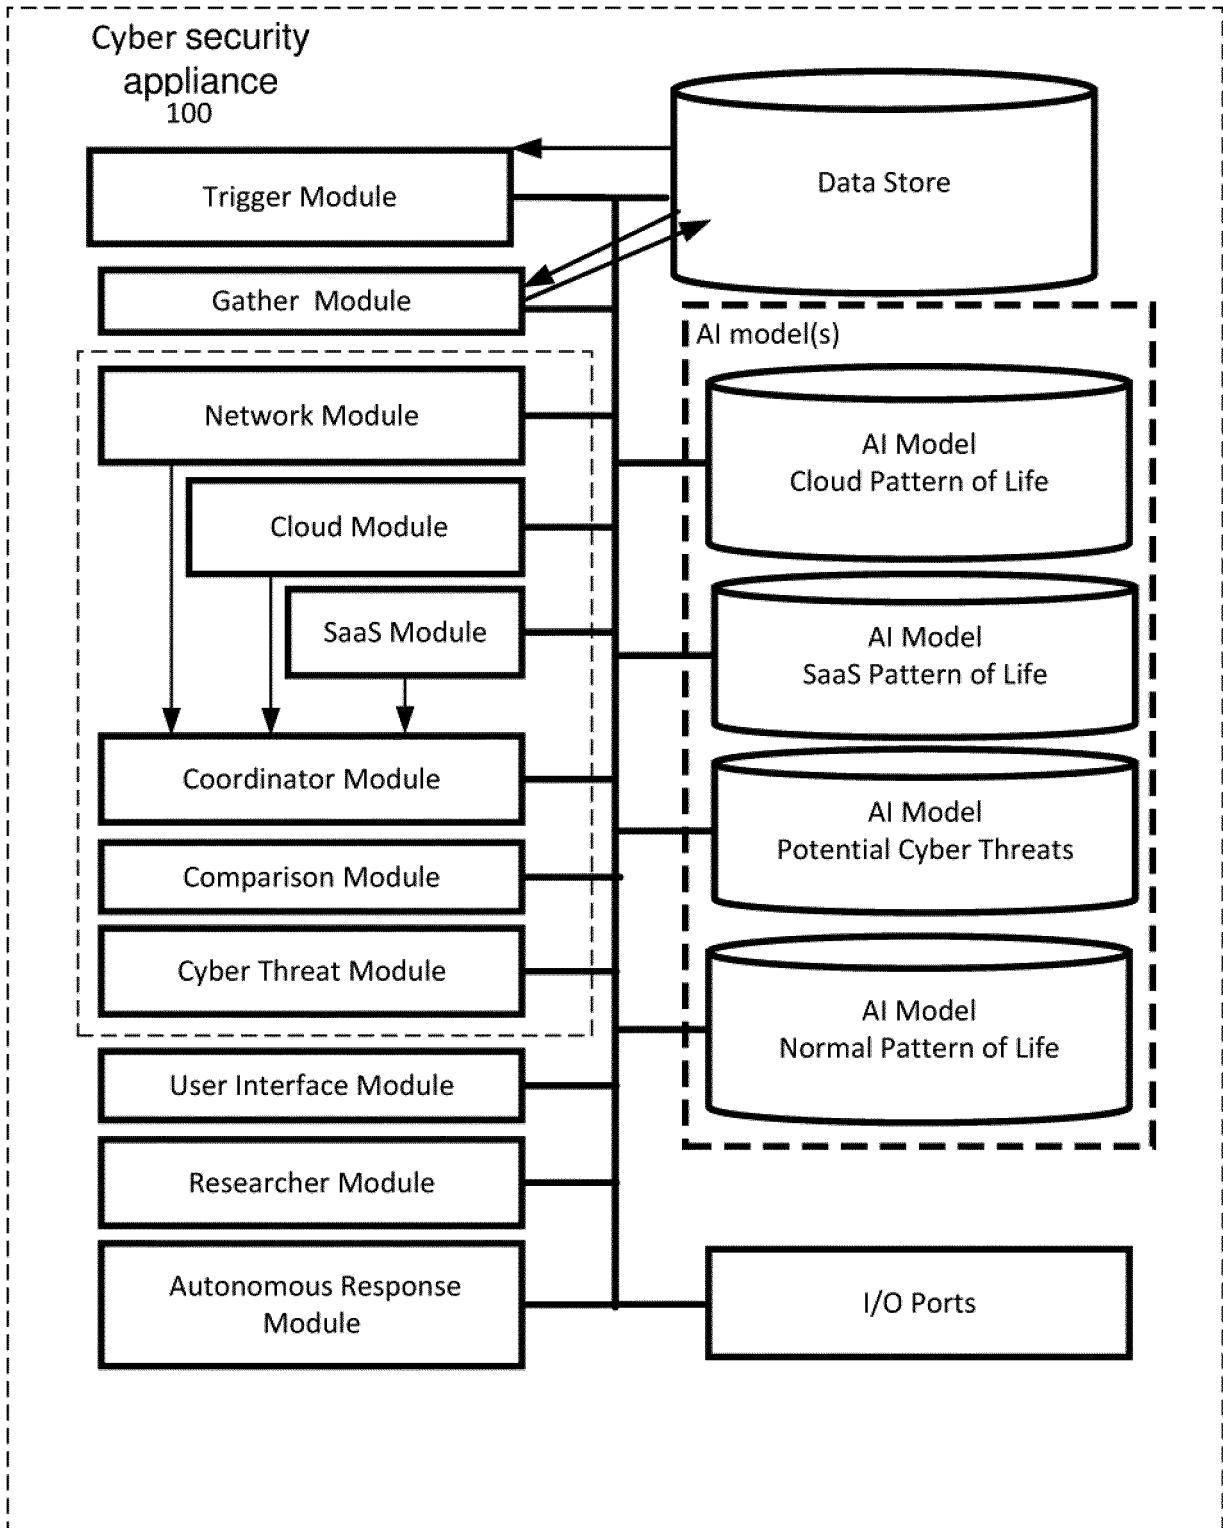 Cyber security
appliance
100
Data Store
Trigger Module
Gather Module
AI model(s)
Network Module
AI Model
Cloud Pattern of Life
Cloud Module
SaaS Module
AI Model
SaaS Pattern of Life
Coordinator Module
AI Model
Potential Cyber Threats
Comparison Module
Cyber Threat Module
AI Model
Normal Pattern of Life
User Interface Module
Researcher Module
Autonomous Response
Module
I/O Ports